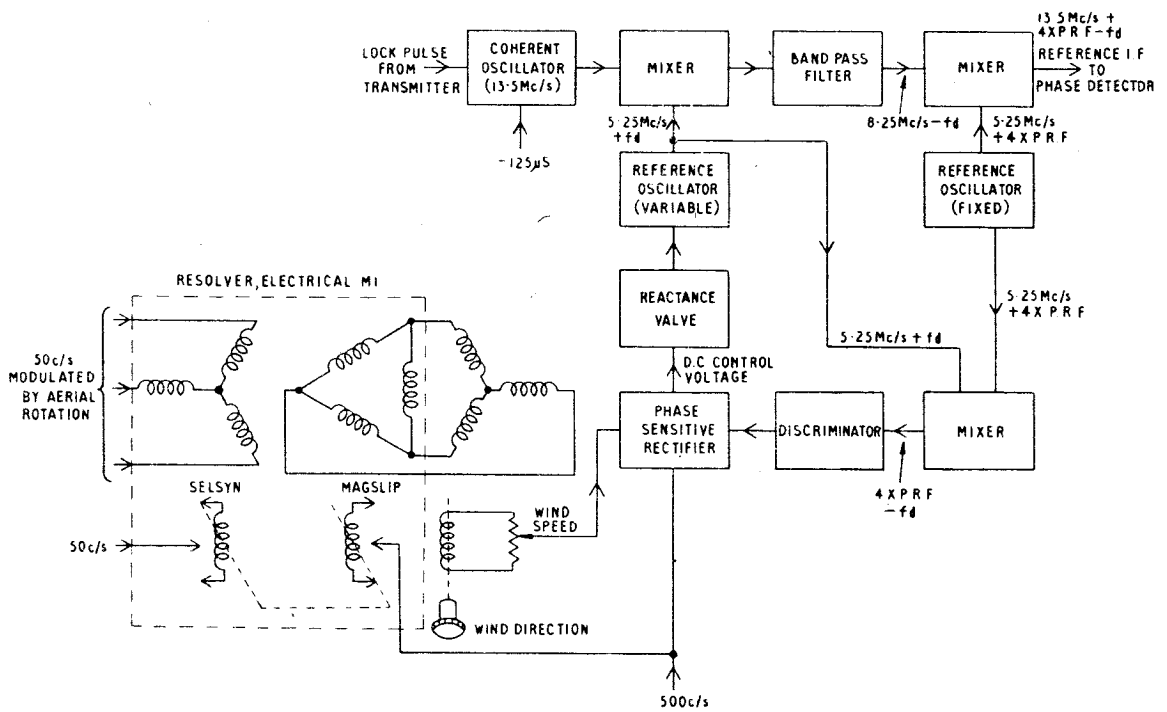 LOCK PULSE
FROM
TRANSMITTER
COHERENT
OSCILLATOR
(13·5Mc/s)
-125µS
MIXER
BAND PASS
FILTER
8·25Mc/s-fd
MIXER
13·5Mc/s +
4XPRF-fd
REFERENCE I.F
TO
PHASE DETECTOR
5·25Mc/s
+fd
5·25Mc/s
+4XPRF
REFERENCE
OSCILLATOR
(VARIABLE)
REFERENCE
OSCILLATOR
(FIXED)
RESOLVER, ELECTRICAL M1
REACTANCE
VALVE
5·25Mc/s
+4XPRF
5·25Mc/s+fd
50c/s
MODULATED
BY AERIAL
ROTATION
D.C CONTROL
VOLTAGE
PHASE
SENSITIVE
RECTIFIER
DISCRIMINATOR
MIXER
4XPRF
-fd
SELSYN
MAGSLIP
WIND
SPEED
50c/s
WIND DIRECTION
500c/s